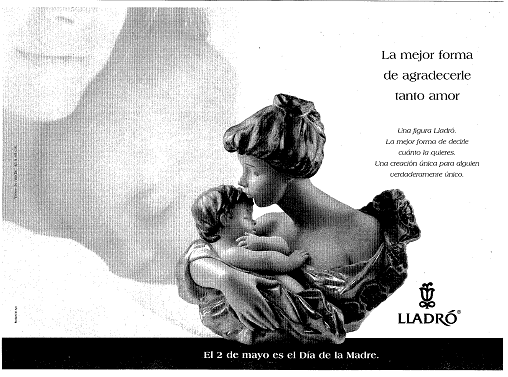 La mejor forma
de agradecerle
tanto amor
Una figura Lladró.
La mejor forma de decirle
cuánto la quieres.
Una creación única para alguien
verdaderamente único.
LLADRÓ®
El 2 de mayo es el Día de la Madre.